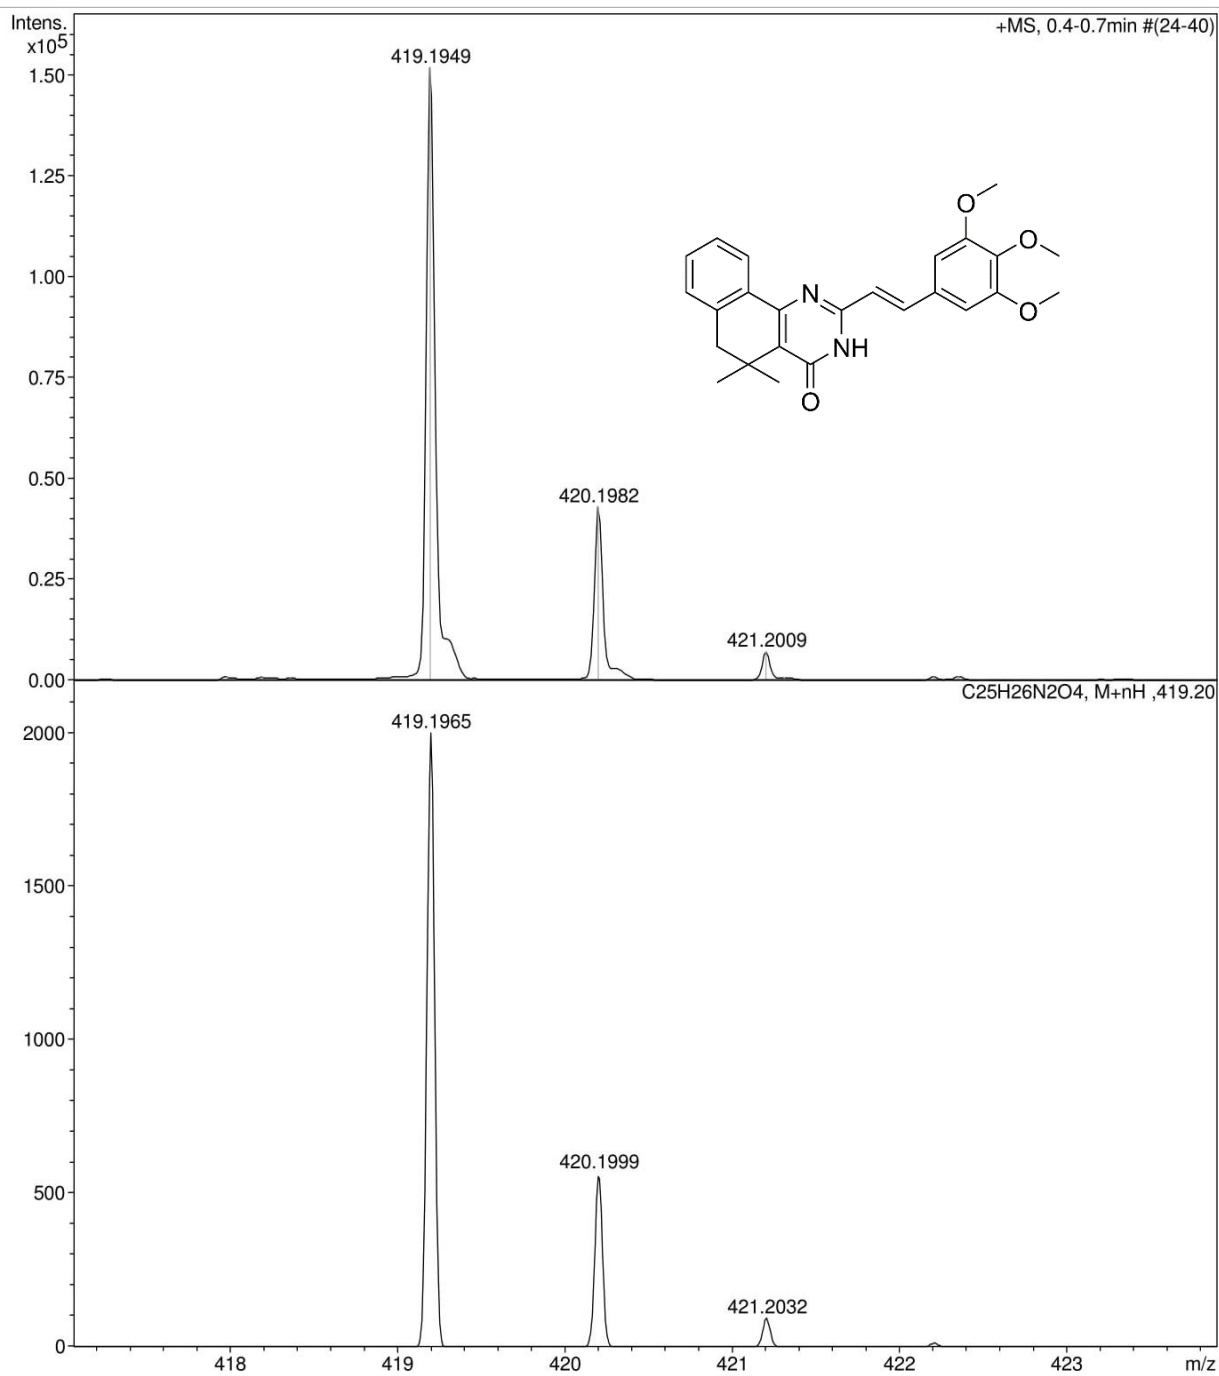 Intens.
x105
+MS, 0.4-0.7min #(24-40)
419.1949
1.50
1.25
O
O
1.00
N
O
NH
0.75
O
0.50
420.1982
0.25
421.2009
0.00
C25H26N2O4, M+nH ,419.20
419.1965
2000
1500
1000
420.1999
500
421.2032
0
418 419 420 421 422 423 m/z